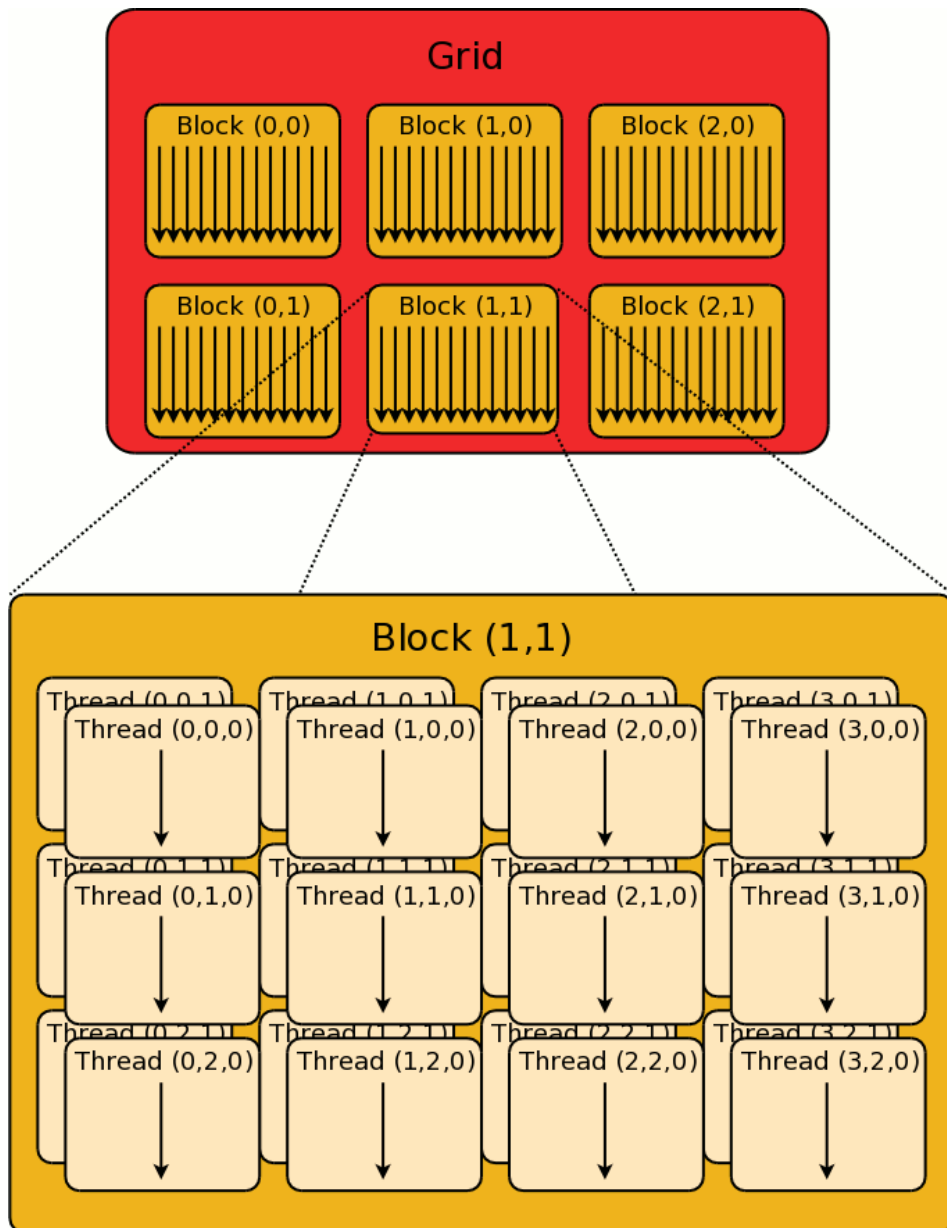 Grid
Block (0,0) Block (1,0) Block (2,0)
Block (0,1) Block (1,1) Block (2,1)
Block (1,1)
Thread (0,0,1) Thread (1,0,1) Thread (2,0,1) Thread (3,0,1)
Thread (0,0,0) Thread (1,0,0) Thread (2,0,0) Thread (3,0,0)
Thread (0,1,1) Thread (1,1,1) Thread (2,1,1) Thread (3,1,1)
Thread (0,1,0) Thread (1,1,0) Thread (2,1,0) Thread (3,1,0)
Thread (0,2,1) Thread (1,2,1) Thread (2,2,1) Thread (3,2,1)
Thread (0,2,0) Thread (1,2,0) Thread (2,2,0) Thread (3,2,0)